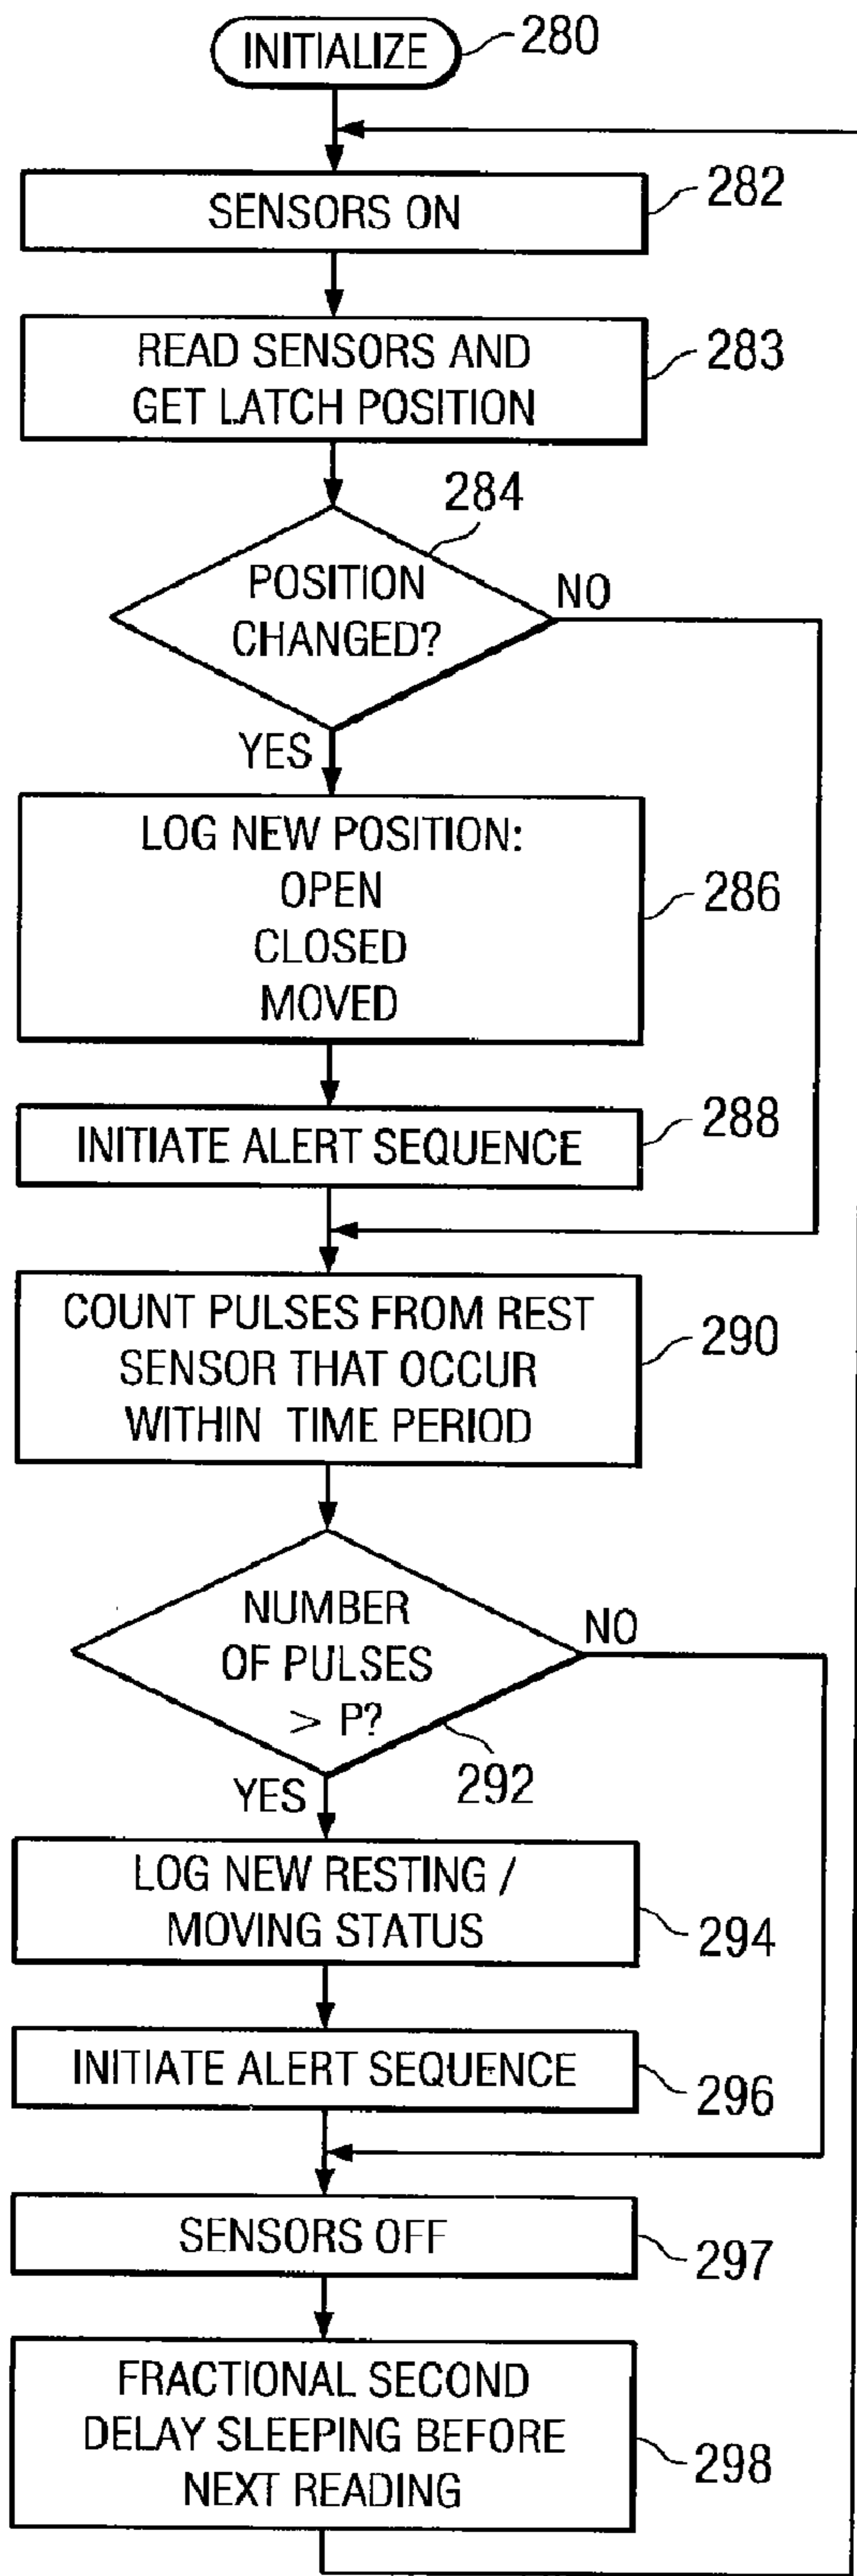 INITIALIZE
280
SENSORS ON
282
READ SENSORS AND
GET LATCH POSITION
283
284
POSITION
CHANGED?
NO
YES
LOG NEW POSITION:
OPEN
CLOSED
MOVED
286
INITIATE ALERT SEQUENCE
288
COUNT PULSES FROM REST
SENSOR THAT OCCUR
WITHIN TIME PERIOD
290
NUMBER
OF PULSES
> P?
NO
292
YES
LOG NEW RESTING /
MOVING STATUS
294
INITIATE ALERT SEQUENCE
296
SENSORS OFF
297
FRACTIONAL SECOND
DELAY SLEEPING BEFORE
NEXT READING
298